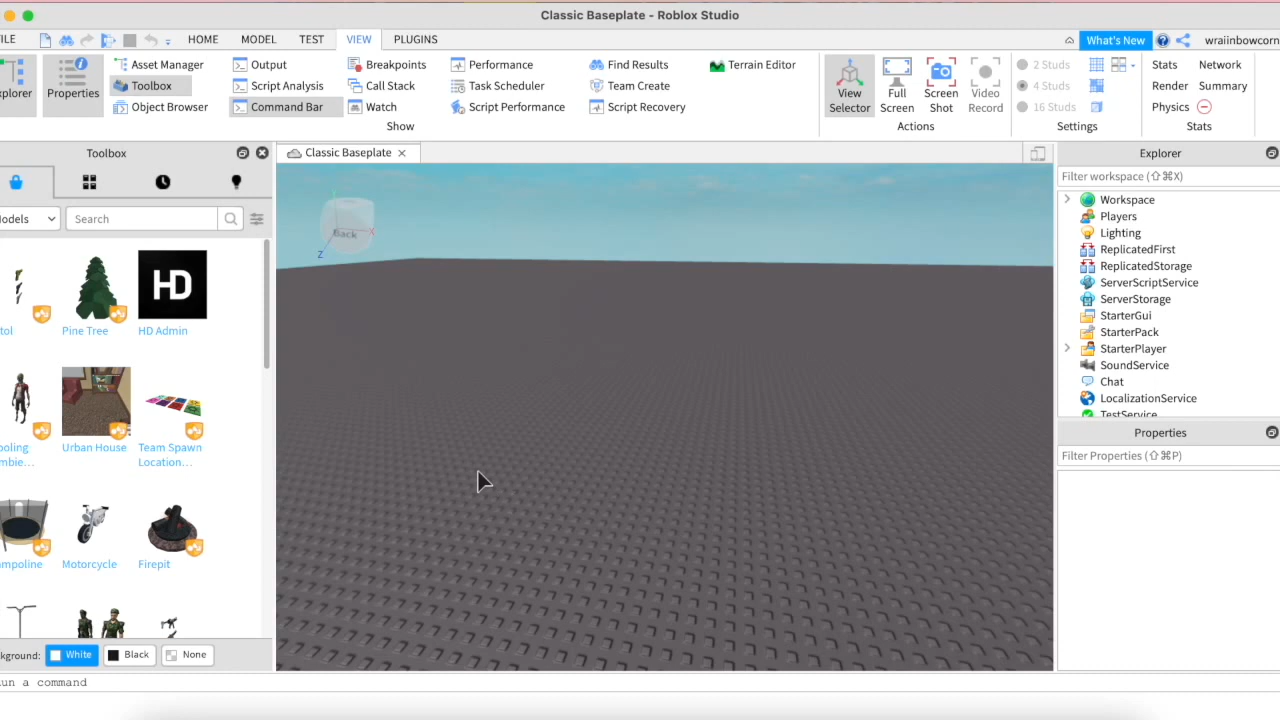 Classic Baseplate - Roblox Studio
ILE HOME MODEL TEST VIEW PLUGINS What's New wraiinbowcorn
xplorer
Properties
Asset Manager
Toolbox
Object Browser
Output
Script Analysis
Command Bar
Breakpoints
Call Stack
Watch
Performance
Task Scheduler
Script Performance
Find Results
Team Create
Script Recovery
Terrain Editor
Show
View
Selector
Full
Screen
Screen
Shot
Video
Record
Actions
2 Studs
4 Studs
16 Studs
Settings
Stats Network
Render Summary
Physics
Stats
Toolbox
odels Search
tol Pine Tree HD HD Admin
ooling
mbie...
Urban House
Team Spawn
Location...
ampoline Motorcycle Firepit
kground: White Black None
un a command
Classic Baseplate
Back
X
Z
Explorer
Filter workspace (⇧⌘X)
Workspace
Players
Lighting
ReplicatedFirst
ReplicatedStorage
ServerScriptService
ServerStorage
StarterGui
StarterPack
StarterPlayer
SoundService
Chat
LocalizationService
TestService
Properties
Filter Properties (⇧⌘P)